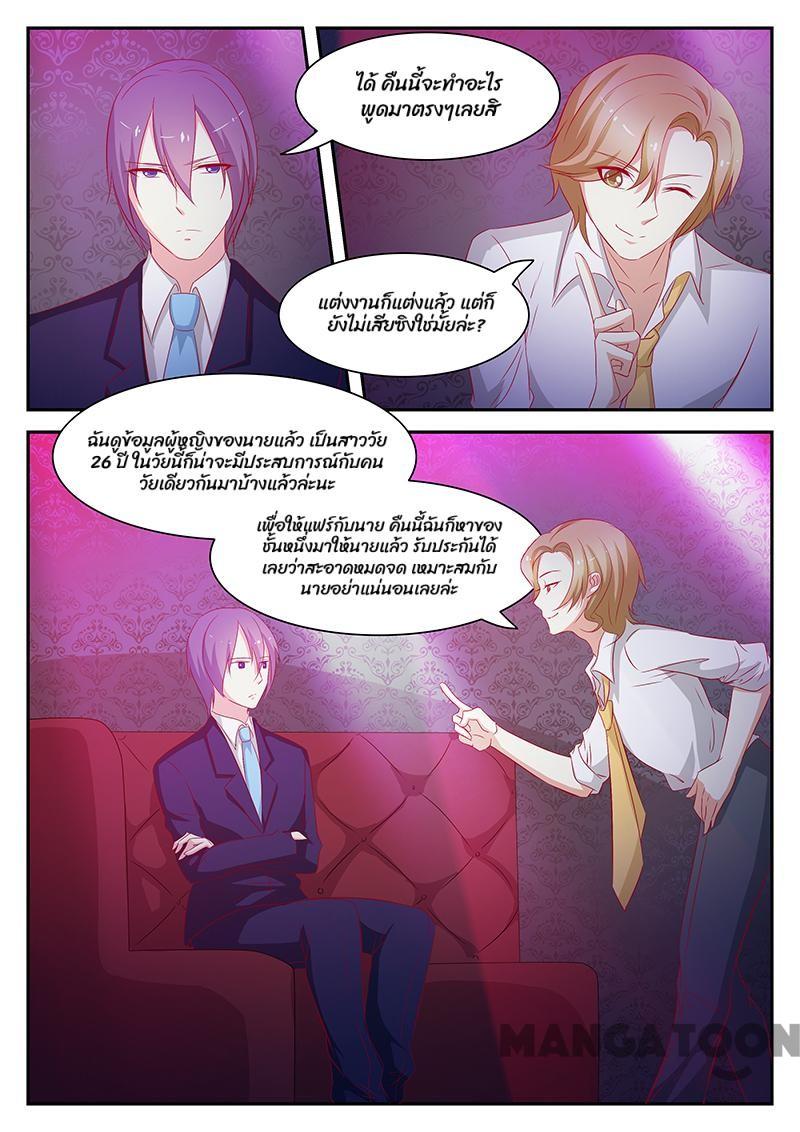 ได้ คืนนี้จะทำอะไร
พูดมาตรงๆเลยสิ
แต่งงานก็แต่งแล้ว แต่ก็
ยังไม่เสียซิงใช่มั้ยล่ะ?
ฉันดูข้อมูลผู้หญิงของนายแล้ว เป็นสาววัย
26 ปี ในวัยนี้ก็น่าจะมีประสบการณ์กับคน
วัยเดียวกันมาบ้างแล้วล่ะนะ
เพื่อให้แฟร์กับนาย คืนนี้ฉันก็หาของ
ชั้นหนึ่งมาให้นายแล้ว รับประกันได้
เลยว่าสะอาดหมดจด เหมาะสมกับ
นายอย่าแน่นอนเลยล่ะ
MANGATOON